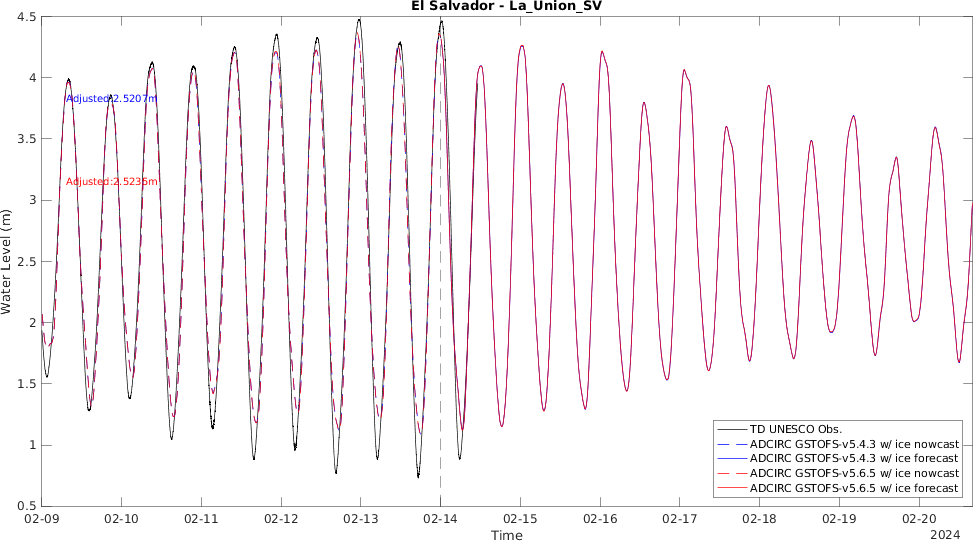 El Salvador - La_Union_SV
4.5
4
3.5
3
2.5
2
1.5
1
0.5
Water Level (m)
Adjusted:2.5207m
Adjusted:2.5235m
TD UNESCO Obs.
ADCIRC GSTOFS-v5.4.3 w/ ice nowcast
ADCIRC GSTOFS-v5.4.3 w/ ice forecast
ADCIRC GSTOFS-v5.6.5 w/ ice nowcast
ADCIRC GSTOFS-v5.6.5 w/ ice forecast
02-09 02-10 02-11 02-12 02-13 02-14 02-15 02-16 02-17 02-18 02-19 02-20
Time
2024